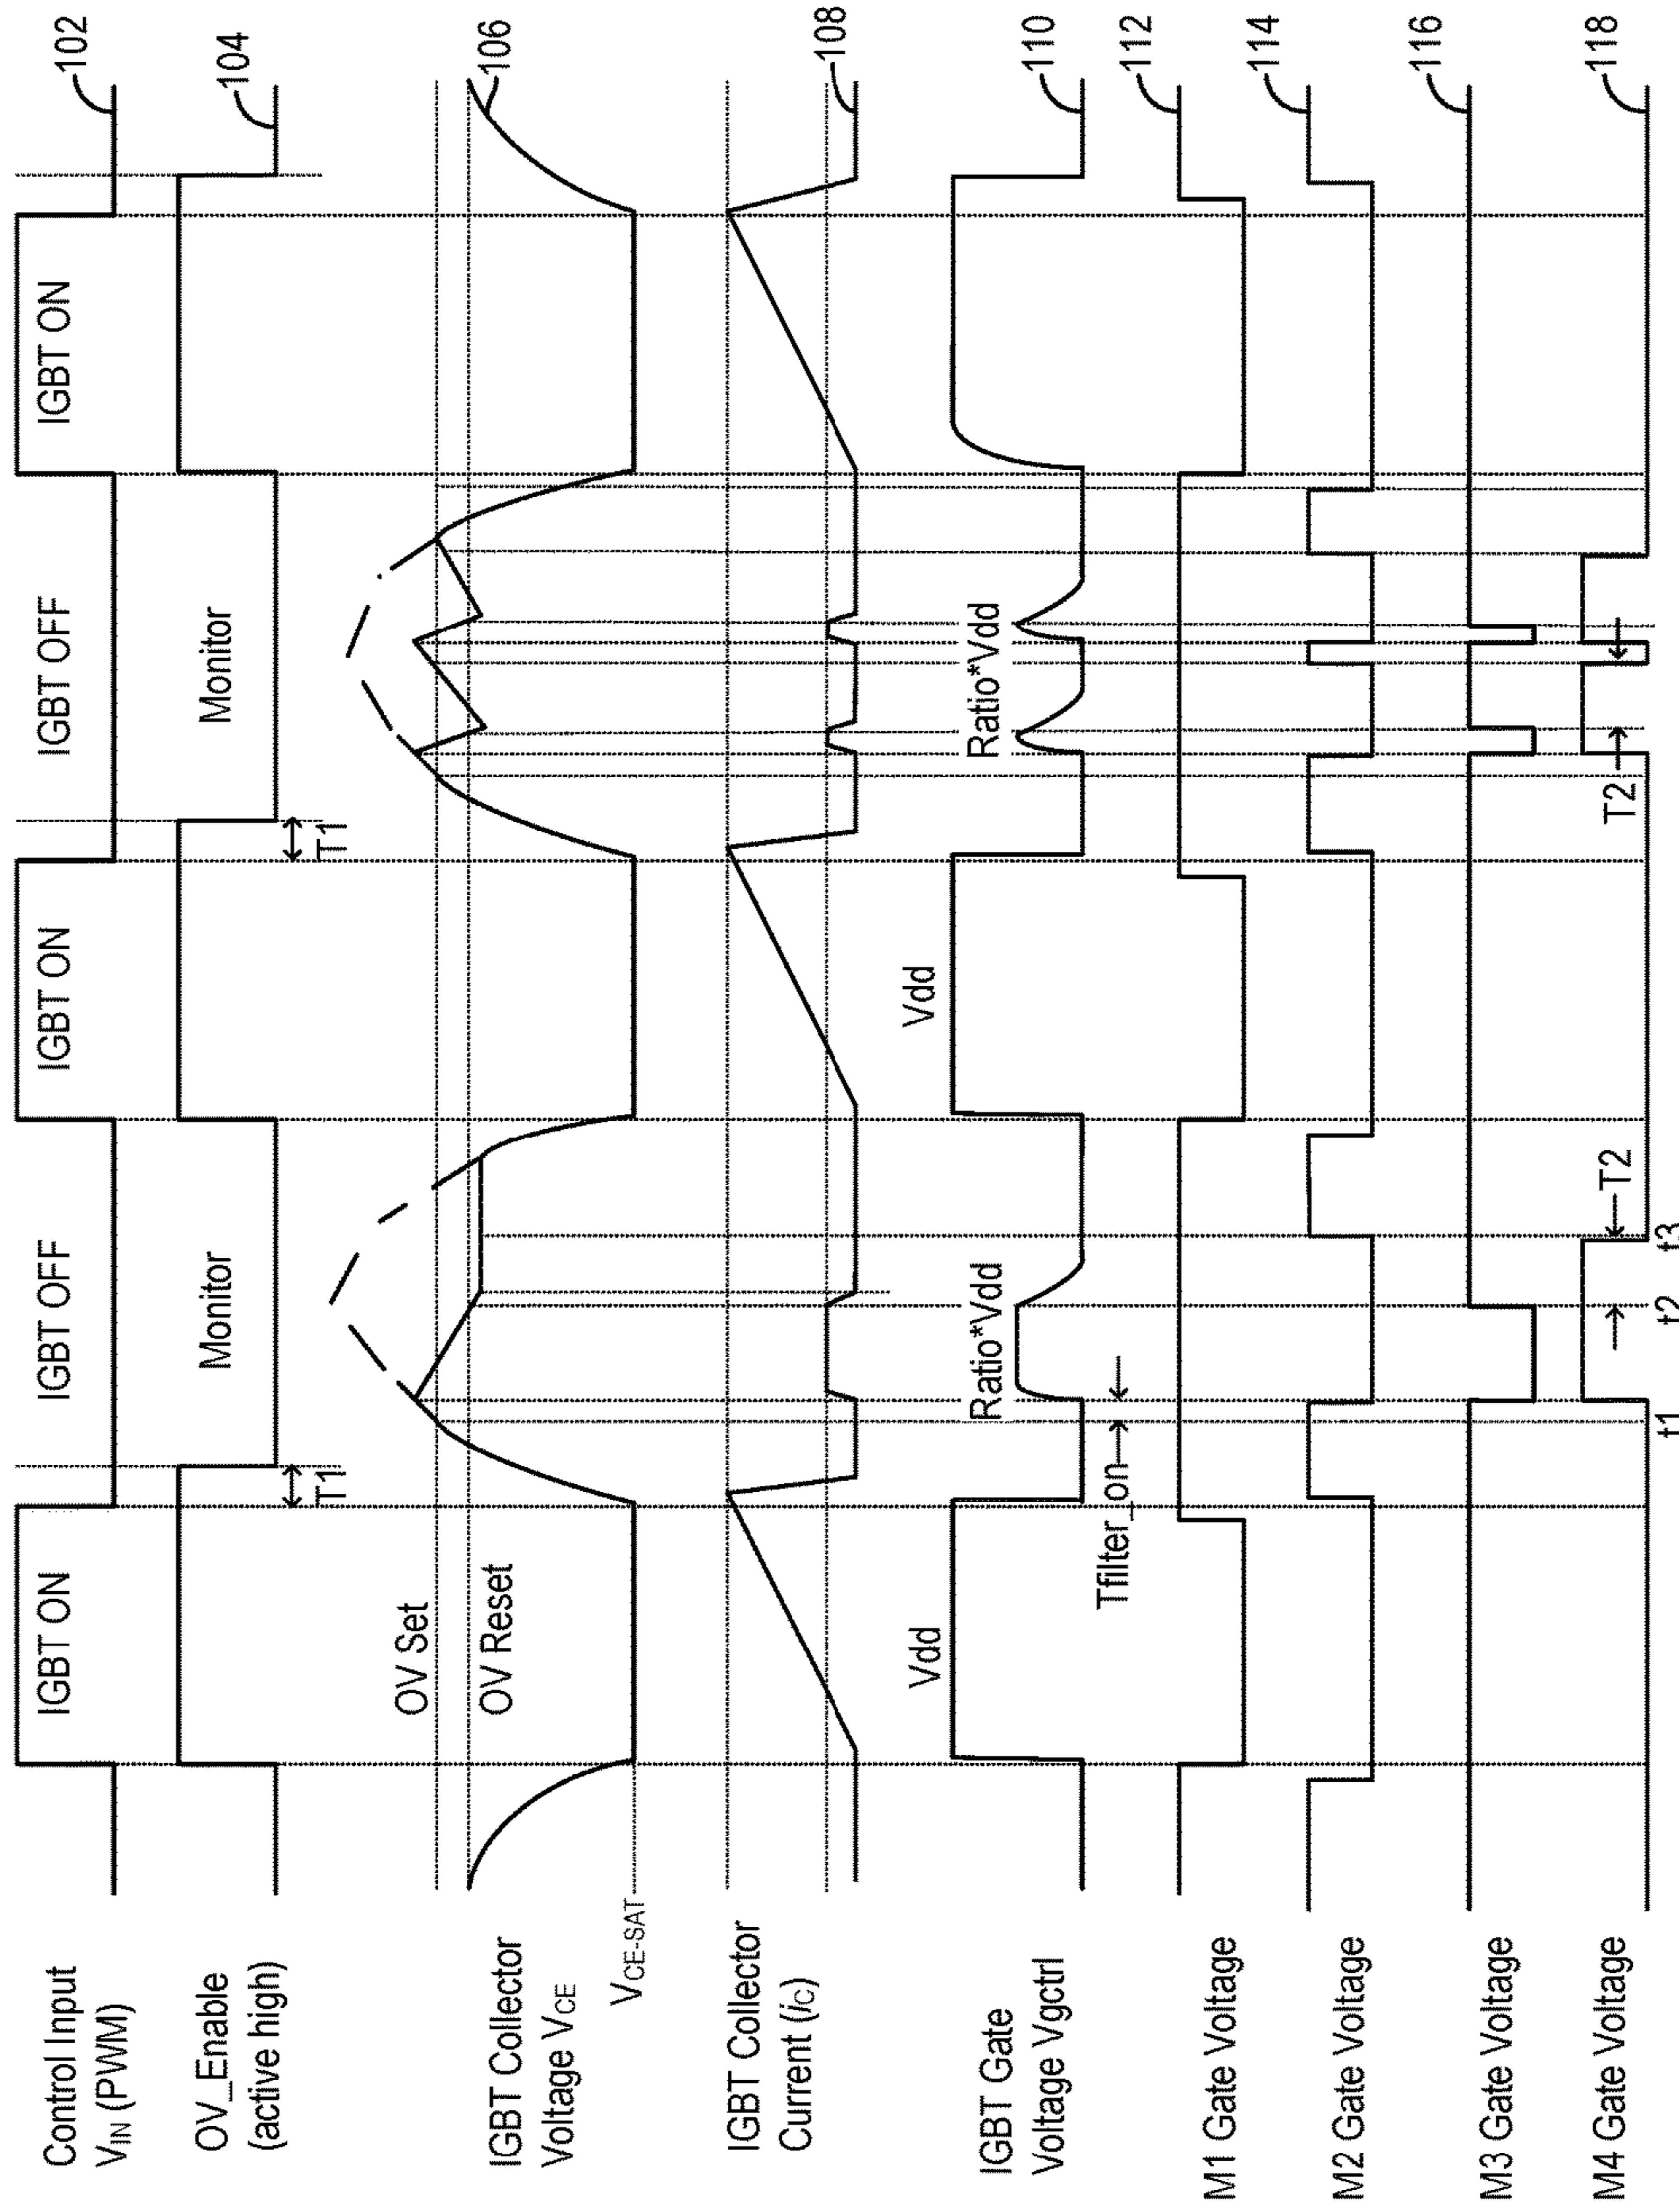 Control Input
VIN (PWM)
IGBT ON
IGBT OFF
IGBT ON
IGBT OFF
IGBT ON
102
OV_Enable
(active high)
Monitor
Monitor
104
T1
T1
OV Set
OV Reset
IGBT Collector
Voltage VCE
VCE-SAT
106
IGBT Collector
Current (iC)
108
IGBT Gate
Voltage Vgctrl
Vdd
Ratio*Vdd
Vdd
Ratio*Vdd
110
Tfilter_on
M1 Gate Voltage
112
M2 Gate Voltage
114
M3 Gate Voltage
116
M4 Gate Voltage
T2
T2
118
t1
t2
t3